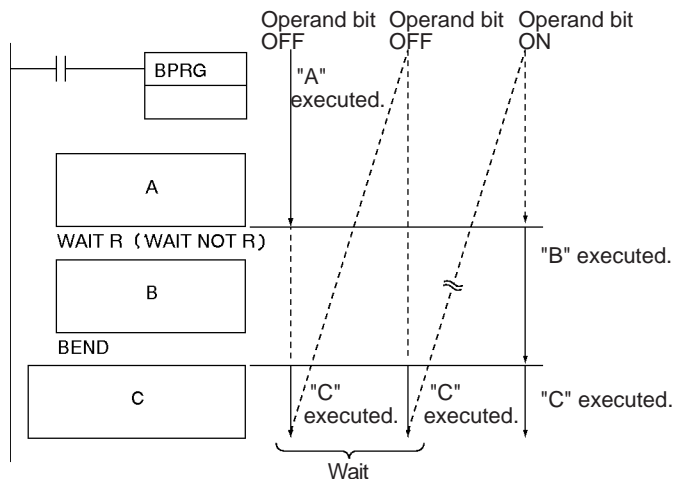 Operand bit
OFF
Operand bit
OFF
Operand bit
ON
BPRG
"A"
executed.
A
WAIT R (WAIT NOT R)
"B" executed.
B
BEND
C
"C"
executed.
"C"
executed.
"C" executed.
Wait